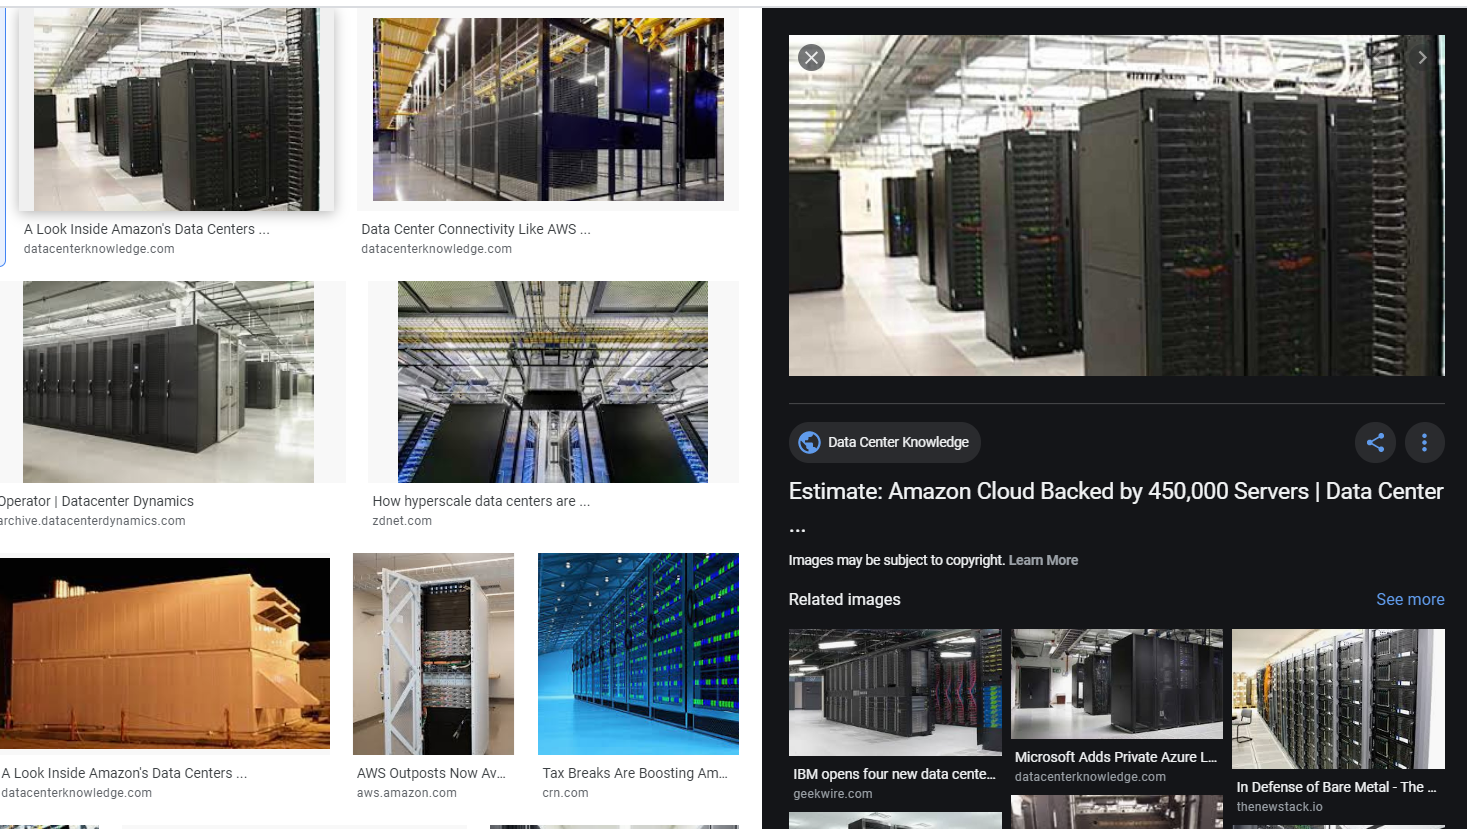 A Look Inside Amazon's Data Centers ...
datacenterknowledge.com
Data Center Connectivity Like AWS ...
datacenterknowledge.com
Operator | Datacenter Dynamics
archive.datacenterdynamics.com
How hyperscale data centers are ...
zdnet.com
A Look Inside Amazon's Data Centers ...
datacenterknowledge.com
AWS Outposts Now Av...
aws.amazon.com
Tax Breaks Are Boosting Am...
crn.com
Data Center Knowledge
Estimate: Amazon Cloud Backed by 450,000 Servers | Data Center
...
Images may be subject to copyright. Learn More
Related images
See more
IBM opens four new data cente...
geekwire.com
Microsoft Adds Private Azure L...
datacenterknowledge.com
In Defense of Bare Metal - The ...
thenewstack.io